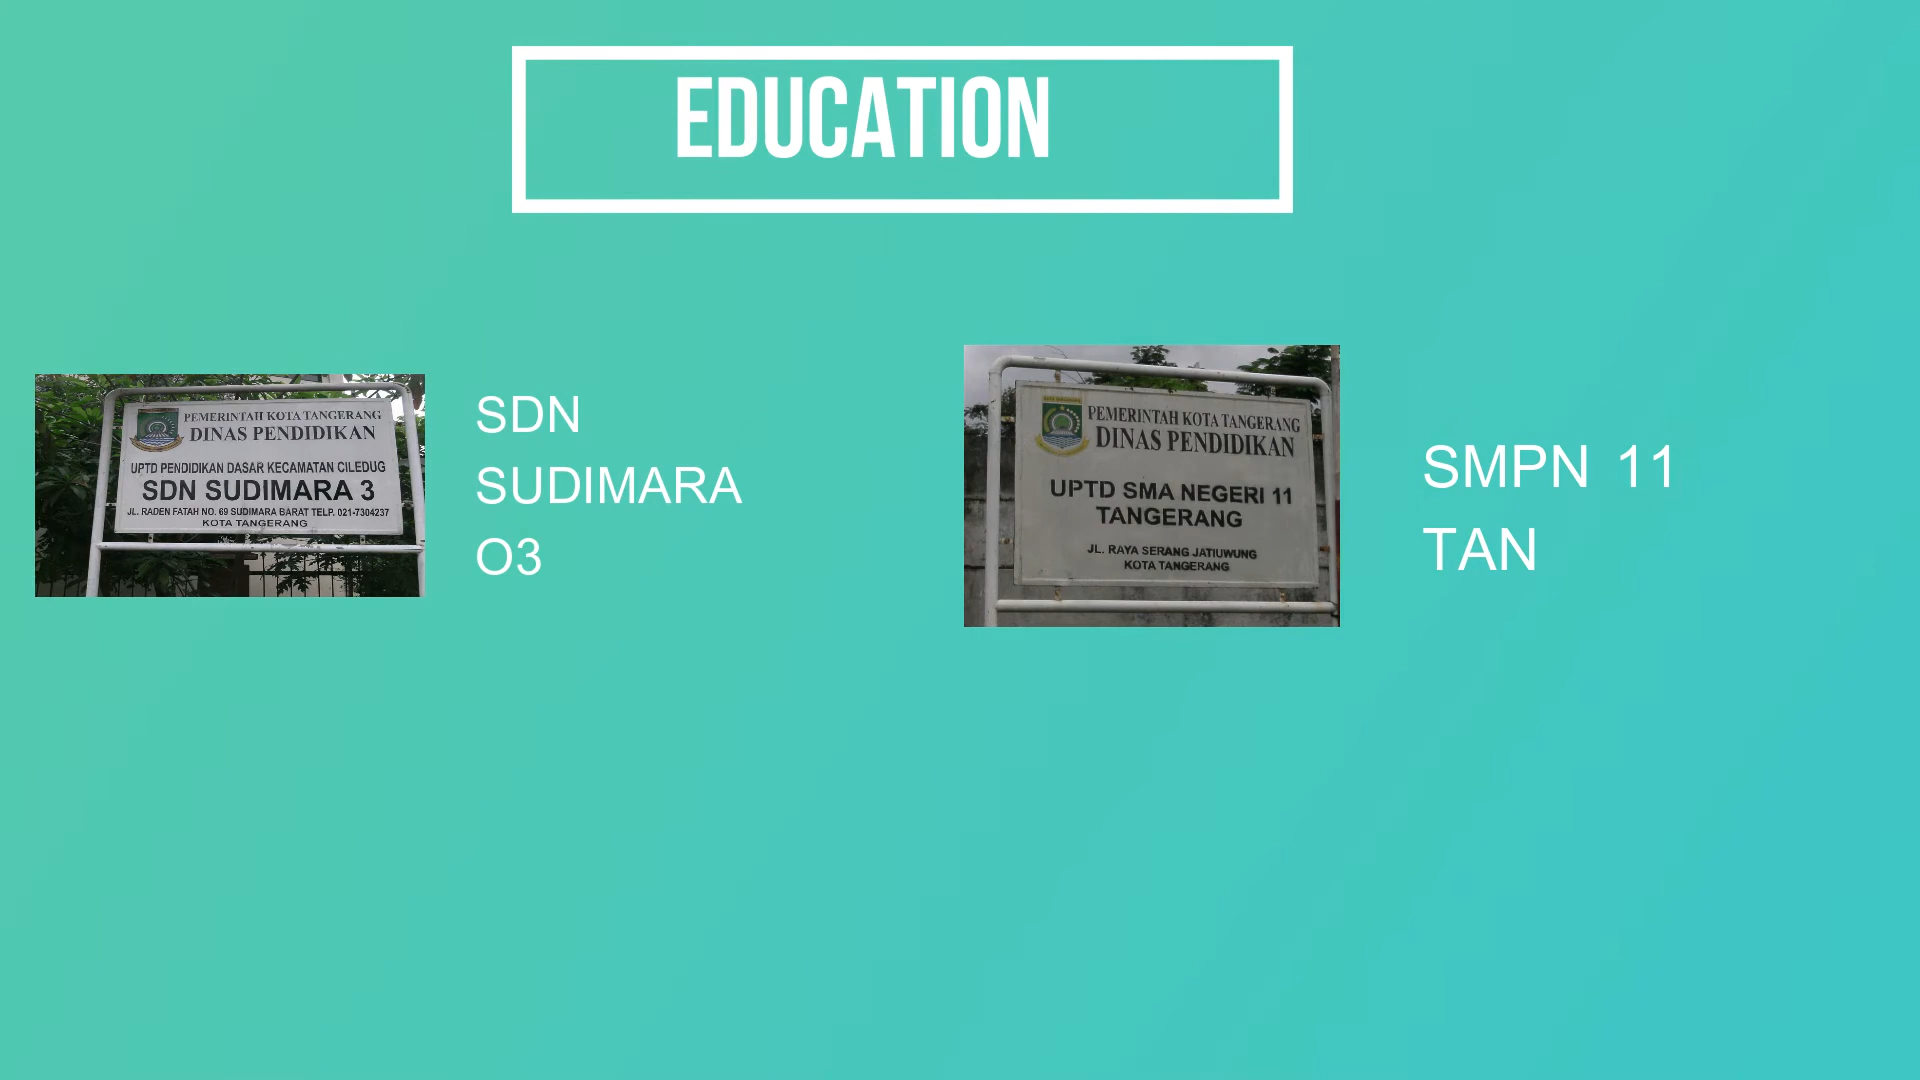 EDUCATION
PEMERINTAH KOTA TANGERANG
DINAS PENDIDIKAN
UPTD PENDIDIKAN DASAR KECAMATAN CILEDUG
SDN SUDIMARA 3
JL. RADEN FATAH NO. 69 SUDIMARA BARAT TELP. 021-7304237
KOTA TANGERANG
SDN
SUDIMARA
O3
PEMERINTAH KOTA TANGERANG
DINAS PENDIDIKAN
UPTD SMA NEGERI 11
TANGERANG
JL. RAYA SERANG JATIUWUNG
KOTA TANGERANG
SMPN 11
TAN